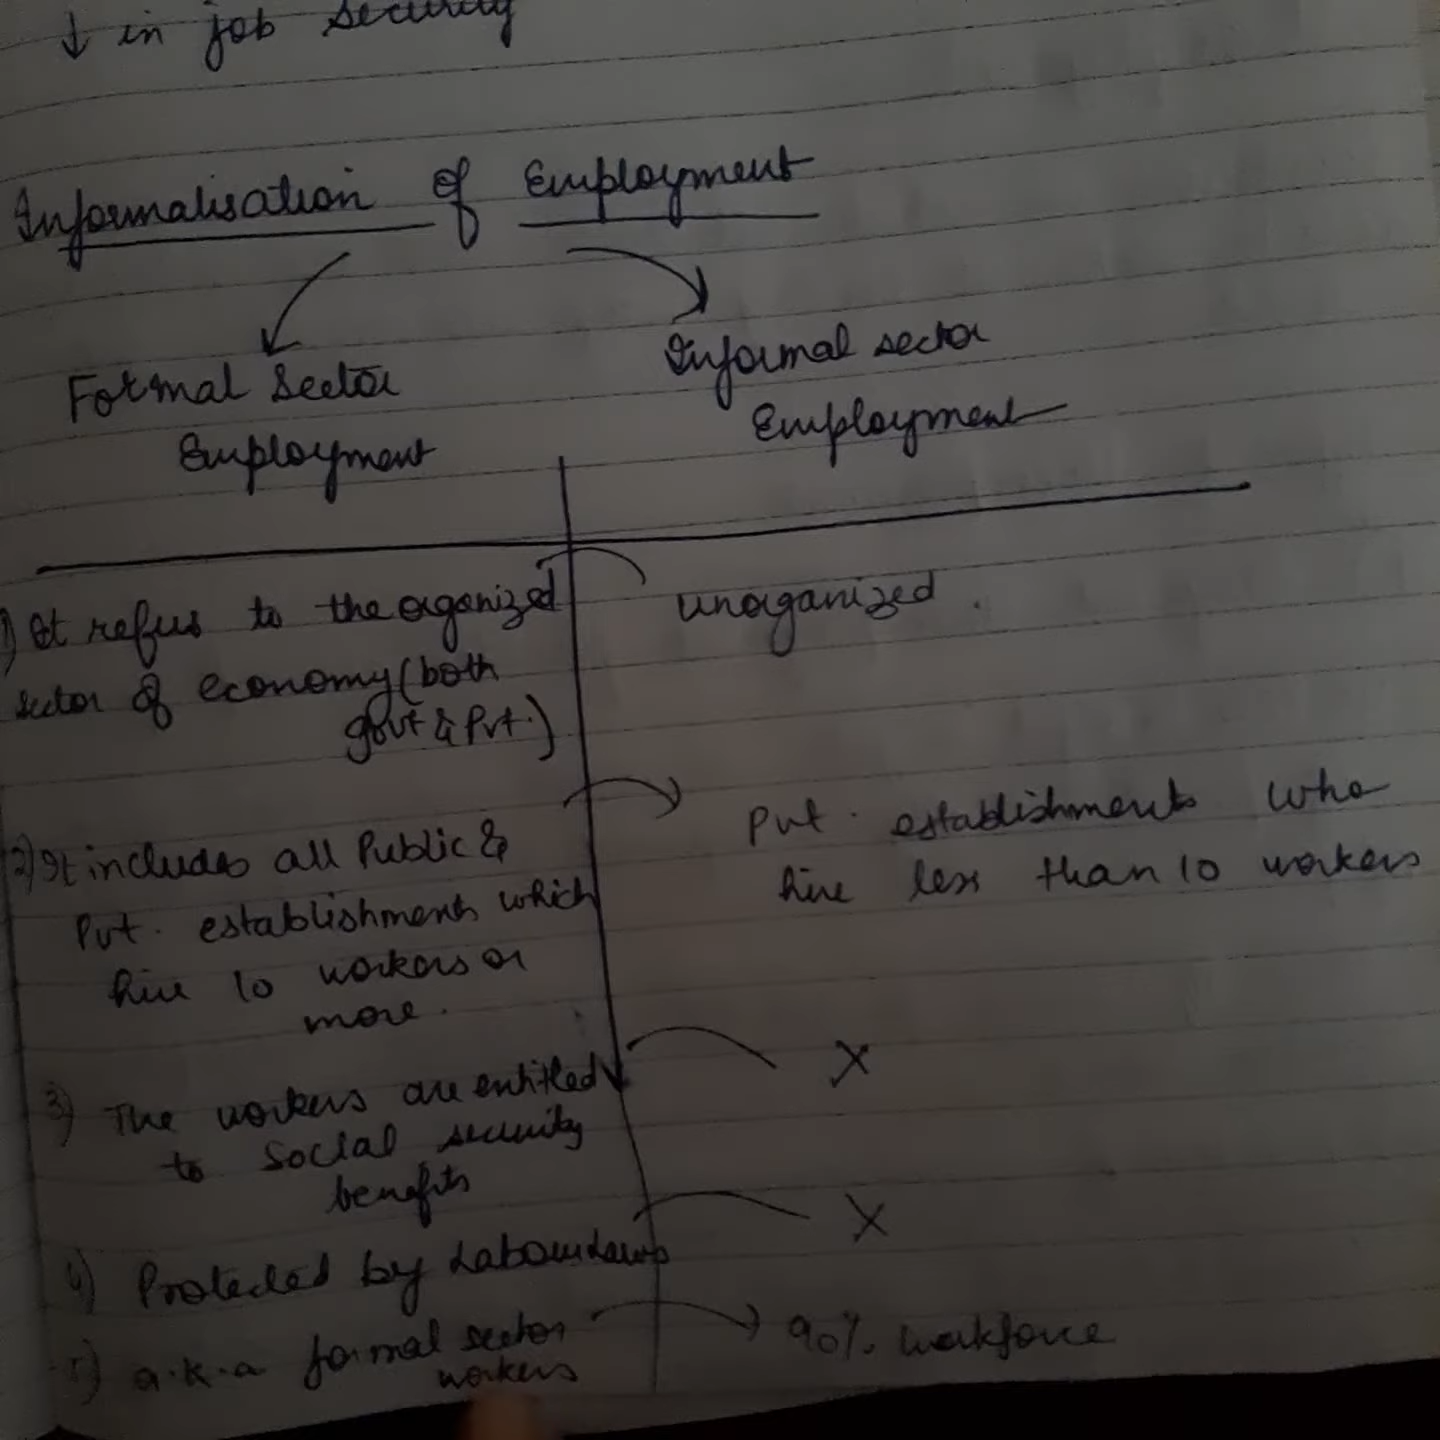 ↓ in job security
Informalisation of Employment
Formal Sector
Employment
Informal sector
Employment
1) It refers to the organized
sector of economy (both
govt & Pvt.)
unorganized.
2) It includes all Public &
Pvt. establishments which
hire 10 workers or
more.
Pvt. establishments who
hire less than 10 workers
3) The workers are entitled
to social security
benefits
X
4) Protected by Labour Laws
X
5) a.k.a formal sector
workers
90% workforce